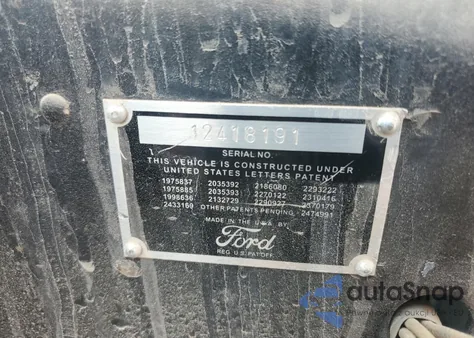 12418191
SERIAL NO.
THIS VEHICLE IS CONSTRUCTED UNDER
UNITED STATES LETTERS PATENT
1975837 2035392 2186080 2293222
1975885 2035393 2270122 2310416
1998636 2132729 2290927 2370129
2433160 OTHER PATENTS PENDING 2474991
MADE IN THE U.S.A. BY
Ford
REG. U.S. PAT. OFF.
autoSnap